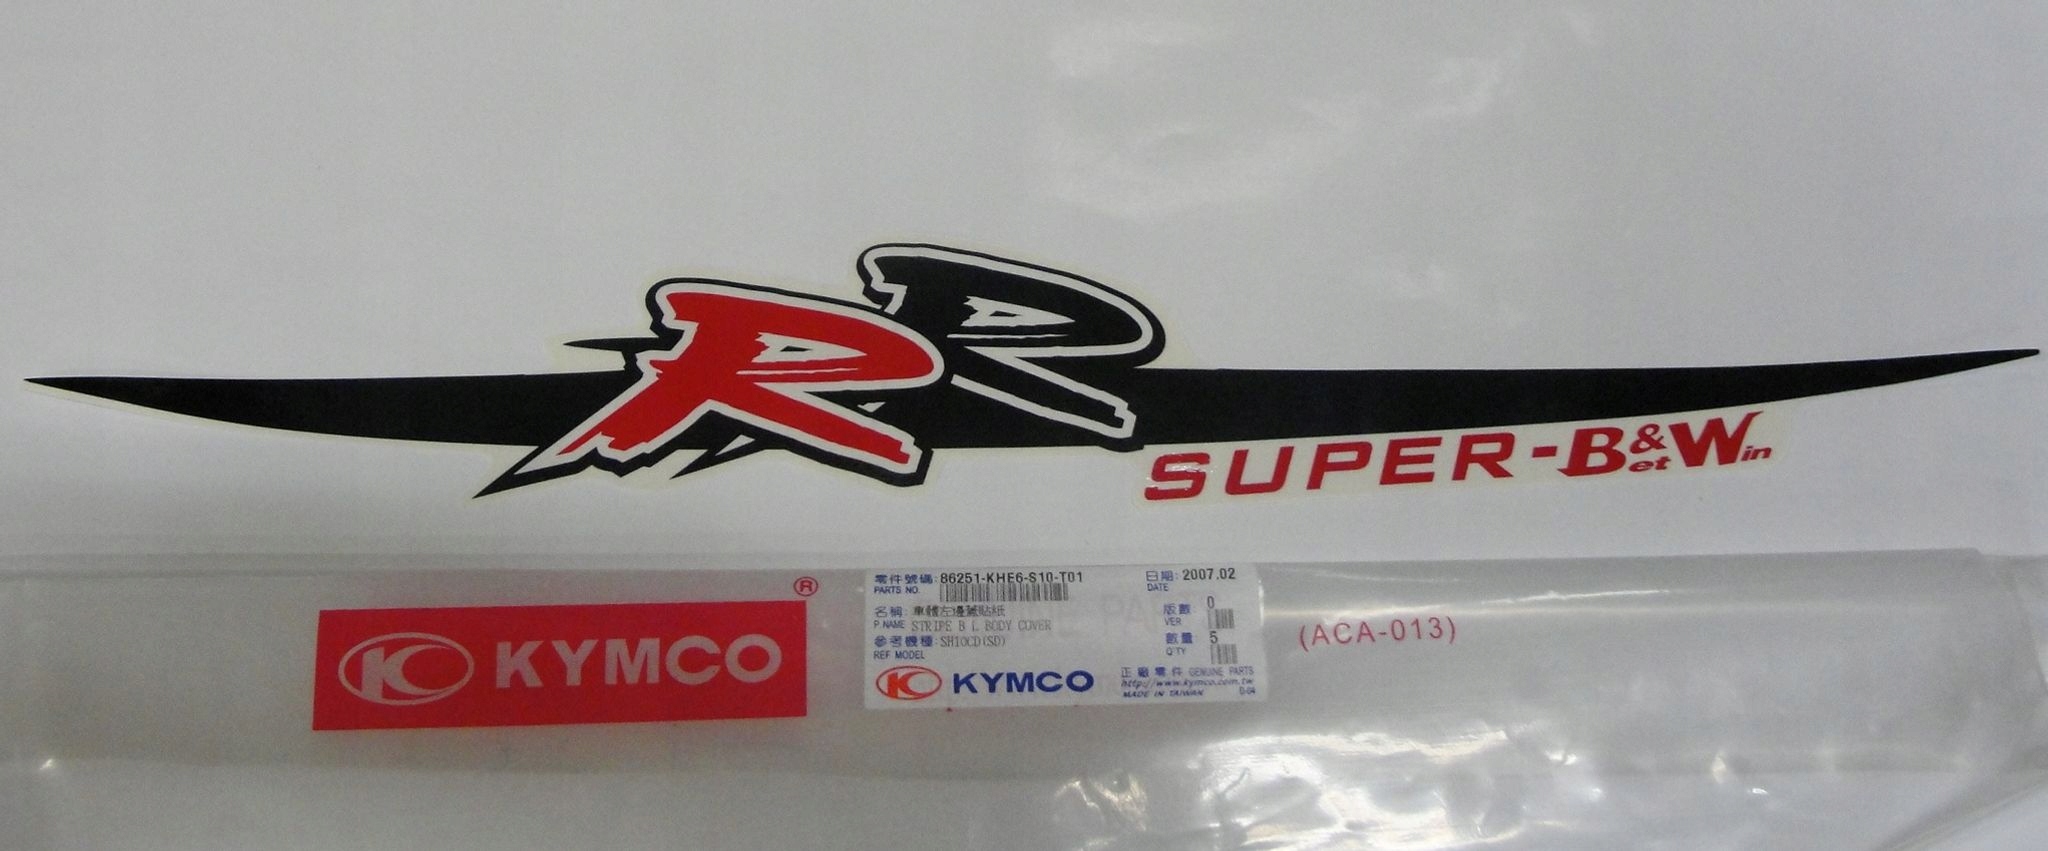 RR
SUPER-Bet&Win
KYMCO®
零件號碼: 86251-KHE6-S10-T01
PARTS NO.
日期: 2007.02
DATE
名稱: 車體左邊蓋貼紙
P.NAME STRIPE B L BODY COVER
版數 0
VER
參考機種: SH10CD(SD)
REF MODEL
數量 5
Q'TY
KYMCO
正廠零件 GENUINE PARTS
http://www.kymco.com.tw
MADE IN TAIWAN D-04
(ACA-013)